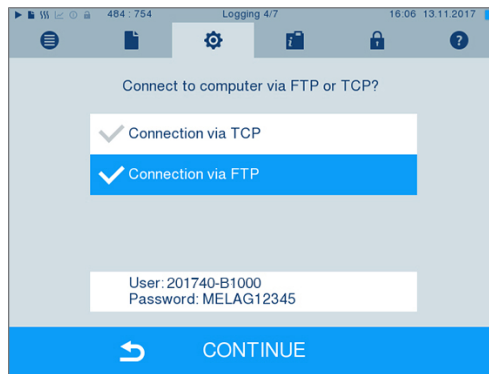 484 : 754 Logging 4/7 16:06 13.11.2017
Connect to computer via FTP or TCP?
Connection via TCP
Connection via FTP
User: 201740-B1000
Password: MELAG12345
CONTINUE